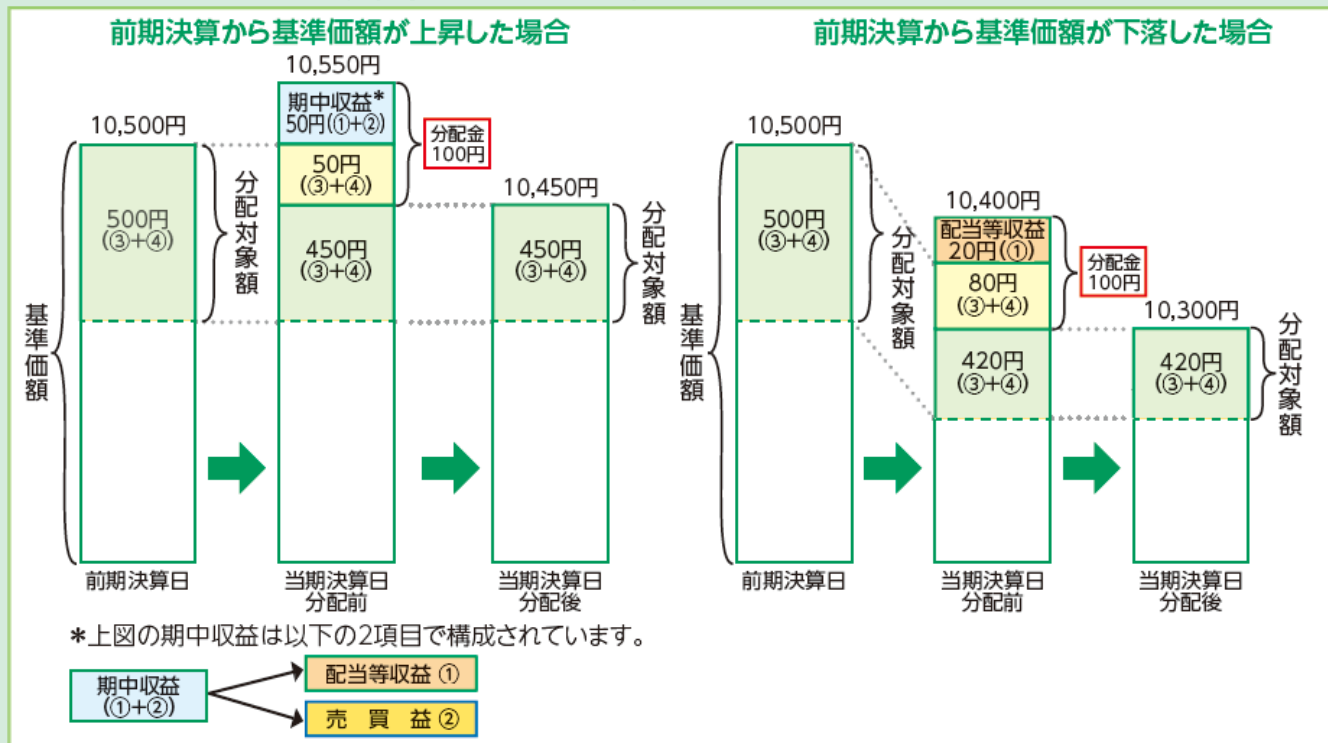 前期決算から基準価額が上昇した場合
10,500円
500円
(③+④)
分配対象額
基準価額
前期決算日
10,550円
期中収益*
50円(①+②)
50円
(③+④)
分配金
100円
450円
(③+④)
当期決算日
分配前
10,450円
450円
(③+④)
分配対象額
当期決算日
分配後
前期決算から基準価額が下落した場合
10,500円
500円
(③+④)
分配対象額
基準価額
前期決算日
10,400円
配当等収益
20円(①)
80円
(③+④)
分配金
100円
420円
(③+④)
当期決算日
分配前
10,300円
420円
(③+④)
分配対象額
当期決算日
分配後
*上図の期中収益は以下の2項目で構成されています。
期中収益
(①+②)
配当等収益 ①
売 買 益 ②